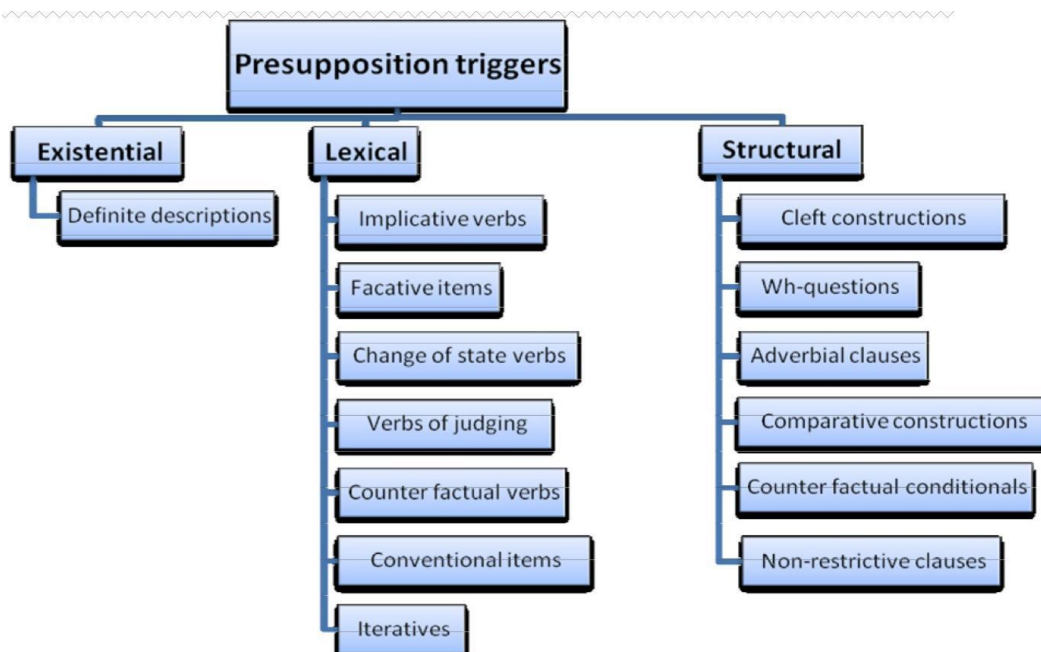 Presupposition triggers
Existential
Definite descriptions
Lexical
Implicative verbs
Facative items
Change of state verbs
Verbs of judging
Counter factual verbs
Conventional items
Iteratives
Structural
Cleft constructions
Wh-questions
Adverbial clauses
Comparative constructions
Counter factual conditionals
Non-restrictive clauses